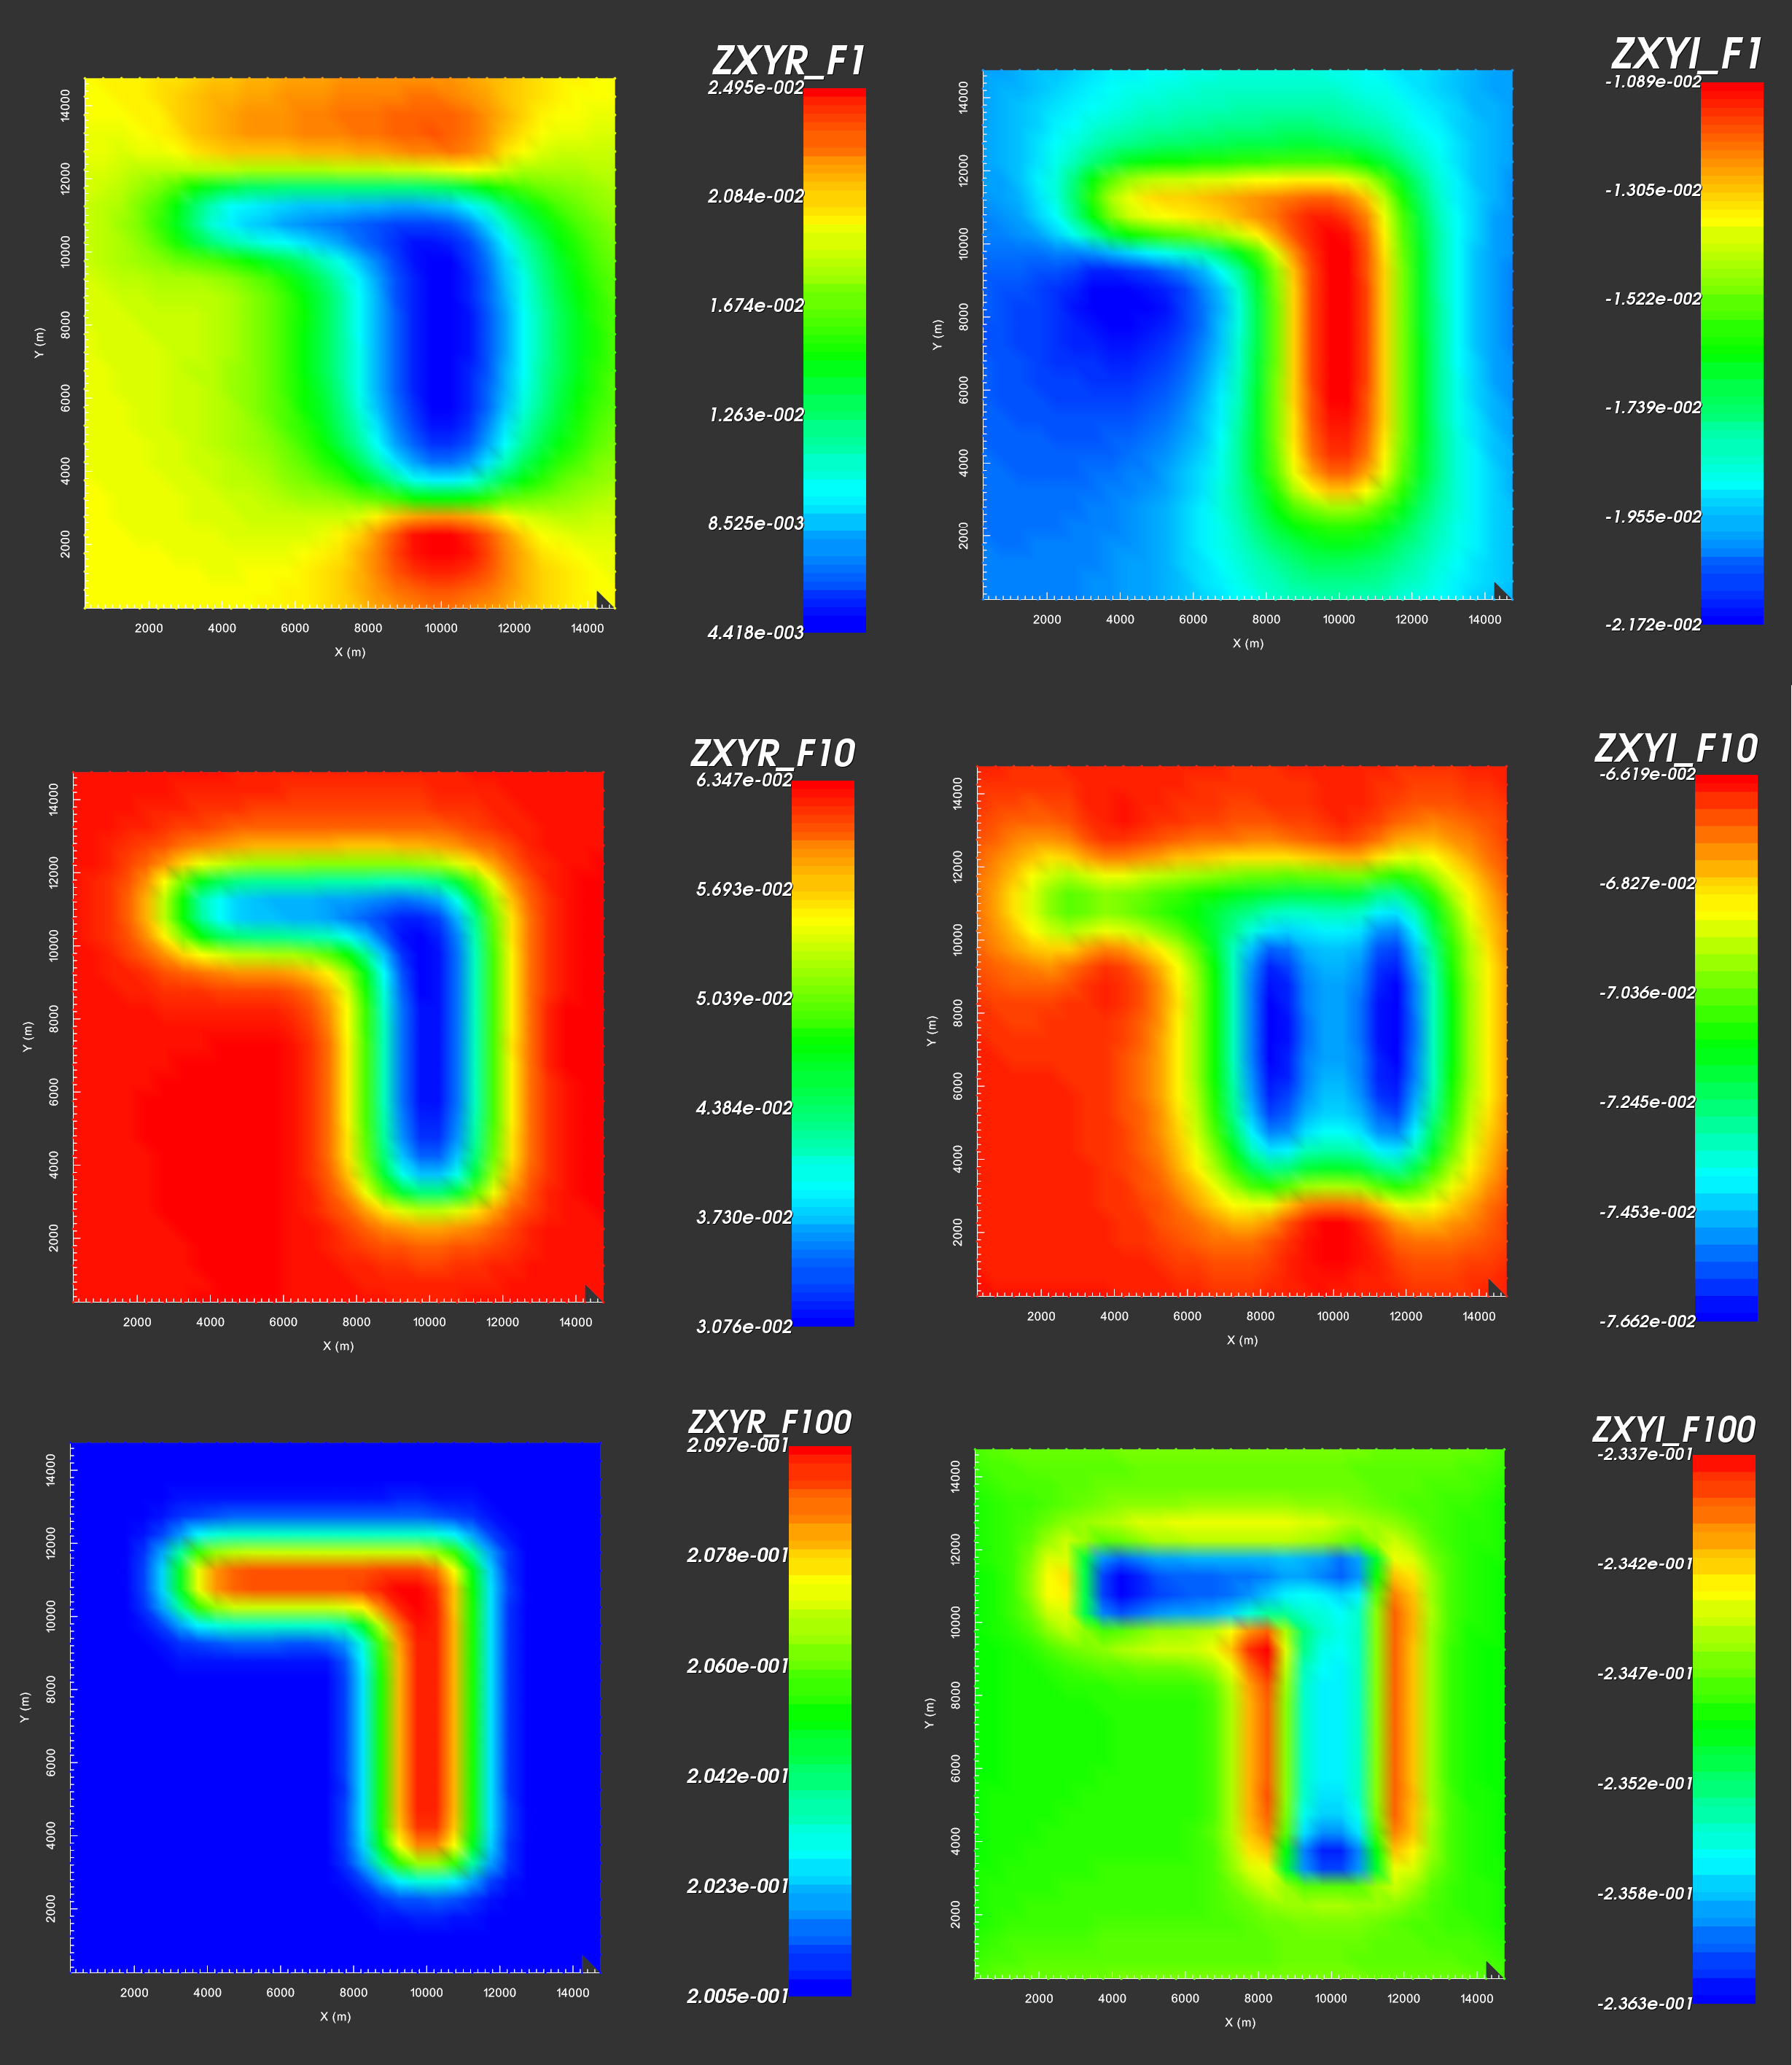 ZXYR_F1
2.495e-002
2.084e-002
1.674e-002
1.263e-002
8.525e-003
4.418e-003
14000
12000
10000
8000
6000
4000
2000
Y (m)
2000 4000 6000 8000 10000 12000 14000
X (m)
ZXYI_F1
-1.089e-002
-1.305e-002
-1.522e-002
-1.739e-002
-1.955e-002
-2.172e-002
14000
12000
10000
8000
6000
4000
2000
Y (m)
2000 4000 6000 8000 10000 12000 14000
X (m)
ZXYR_F10
6.347e-002
5.693e-002
5.039e-002
4.384e-002
3.730e-002
3.076e-002
14000
12000
10000
8000
6000
4000
2000
Y (m)
2000 4000 6000 8000 10000 12000 14000
X (m)
ZXYI_F10
-6.619e-002
-6.827e-002
-7.036e-002
-7.245e-002
-7.453e-002
-7.662e-002
14000
12000
10000
8000
6000
4000
2000
Y (m)
2000 4000 6000 8000 10000 12000 14000
X (m)
ZXYR_F100
2.097e-001
2.078e-001
2.060e-001
2.042e-001
2.023e-001
2.005e-001
14000
12000
10000
8000
6000
4000
2000
Y (m)
2000 4000 6000 8000 10000 12000 14000
X (m)
ZXYI_F100
-2.337e-001
-2.342e-001
-2.347e-001
-2.352e-001
-2.358e-001
-2.363e-001
14000
12000
10000
8000
6000
4000
2000
Y (m)
2000 4000 6000 8000 10000 12000 14000
X (m)